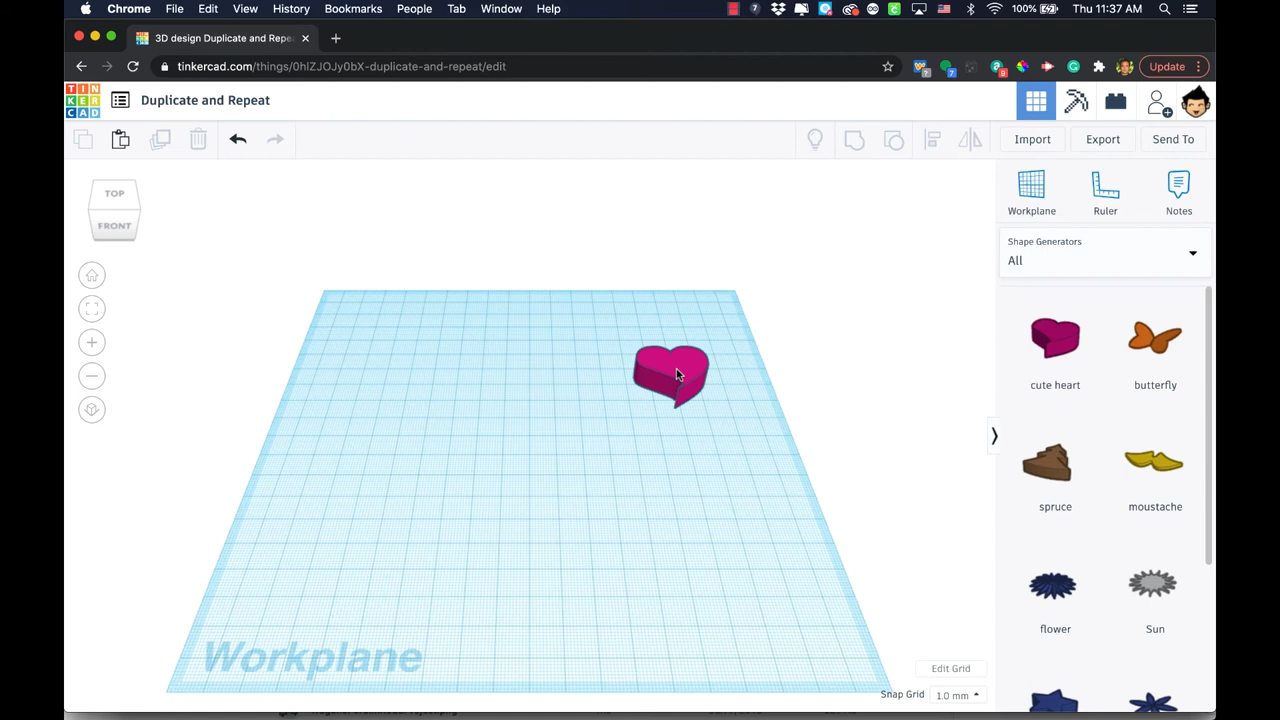 Chrome File Edit View History Bookmarks People Tab Window Help 100% Thu 11:37 AM
3D design Duplicate and Repe
tinkercad.com/things/0hlZJOJy0bX-duplicate-and-repeat/edit
7 9 Update
TIN
KER
CAD
Duplicate and Repeat
Import Export Send To
TOP
FRONT
Workplane Ruler Notes
Shape Generators
All
cute heart butterfly
spruce moustache
flower Sun
Workplane
Edit Grid
Snap Grid 1.0 mm